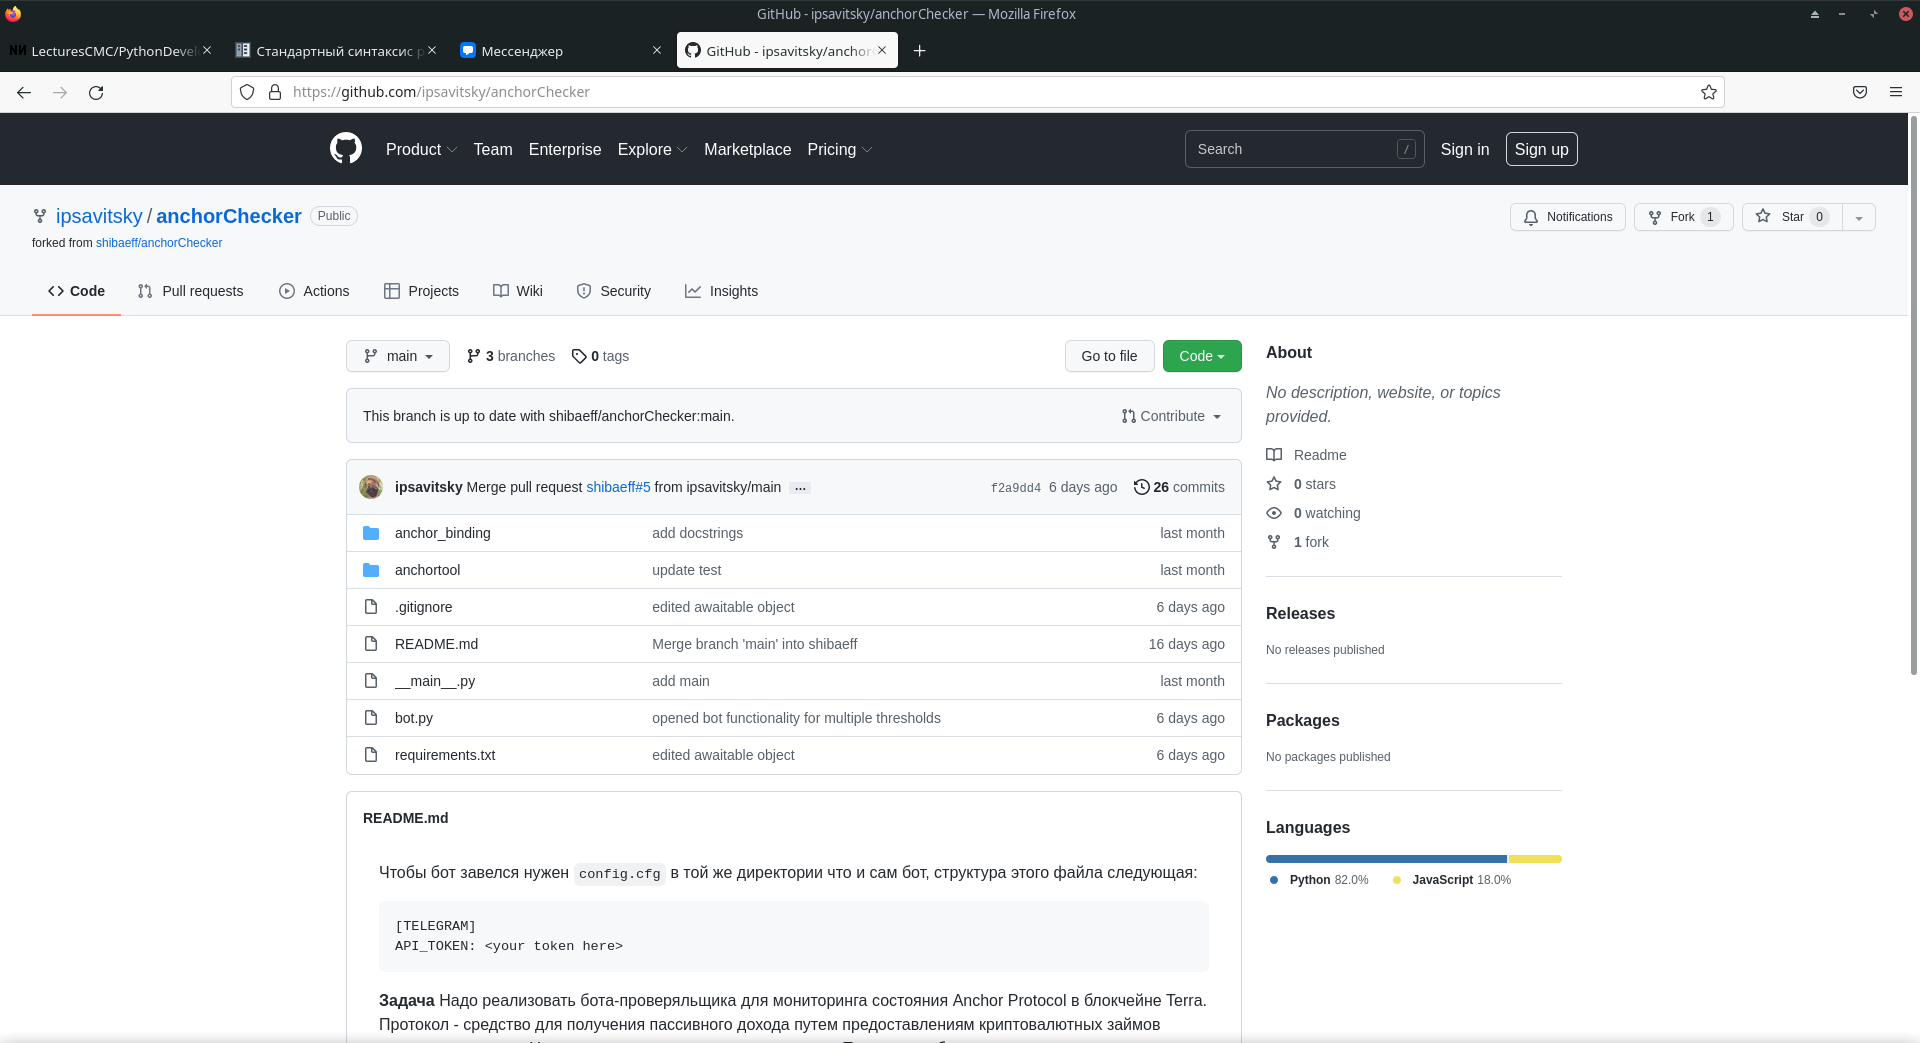 GitHub - ipsavitsky/anchorChecker — Mozilla Firefox
LecturesCMC/PythonDevel
Стандартный синтаксис р
Мессенджер
GitHub - ipsavitsky/anchor
https://github.com/ipsavitsky/anchorChecker
Product Team Enterprise Explore Marketplace Pricing
Search /
Sign in Sign up
ipsavitsky / anchorChecker Public
Notifications Fork 1 Star 0
forked from shibaeff/anchorChecker
Code Pull requests Actions Projects Wiki Security Insights
main 3 branches 0 tags
Go to file Code
This branch is up to date with shibaeff/anchorChecker:main.
Contribute
ipsavitsky Merge pull request shibaeff#5 from ipsavitsky/main ...
f2a9dd4 6 days ago 26 commits
anchor_binding add docstrings last month
anchortool update test last month
.gitignore edited awaitable object 6 days ago
README.md Merge branch 'main' into shibaeff 16 days ago
__main__.py add main last month
bot.py opened bot functionality for multiple thresholds 6 days ago
requirements.txt edited awaitable object 6 days ago
README.md
Чтобы бот завелся нужен config.cfg в той же директории что и сам бот, структура этого файла следующая:
[TELEGRAM]
API_TOKEN: <your token here>
Задача Надо реализовать бота-проверяльщика для мониторинга состояния Anchor Protocol в блокчейне Terra.
Протокол - средство для получения пассивного дохода путем предоставлениям криптовалютных займов
About
No description, website, or topics
provided.
Readme
0 stars
0 watching
1 fork
Releases
No releases published
Packages
No packages published
Languages
Python 82.0% JavaScript 18.0%